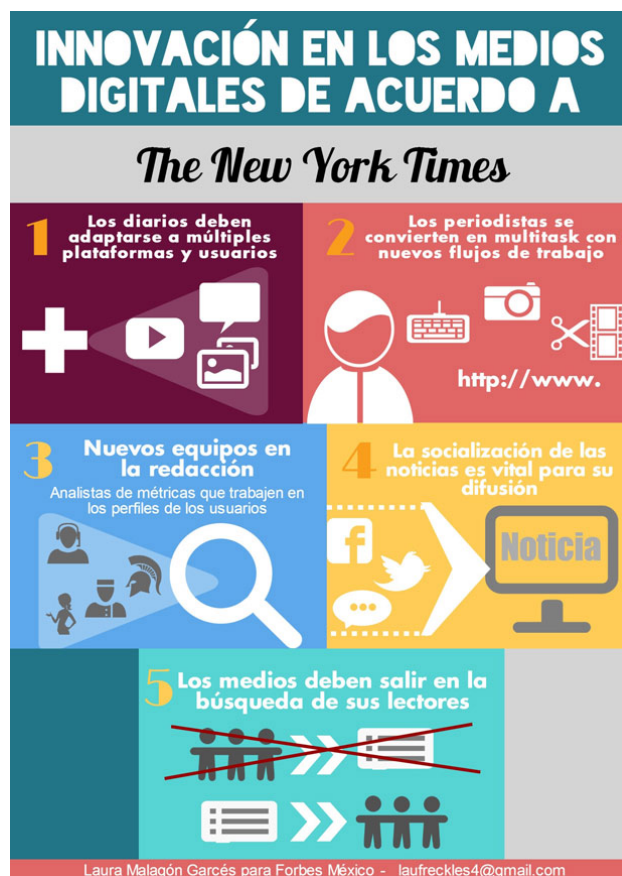 INNOVACIÓN EN LOS MEDIOS
DIGITALES DE ACUERDO A
The New York Times
1
Los diarios deben
adaptarse a múltiples
plataformas y usuarios
2
Los periodistas se
convierten en multitask con
nuevos flujos de trabajo
http://www.
3
Nuevos equipos en
la redacción
Analistas de métricas que trabajen en
los perfiles de los usuarios
4
La socialización de las
noticias es vital para su
difusión
f
Noticia
5
Los medios deben salir en la
búsqueda de sus lectores
Laura Malagón Garcés para Forbes México - laufreckles4@gmail.com